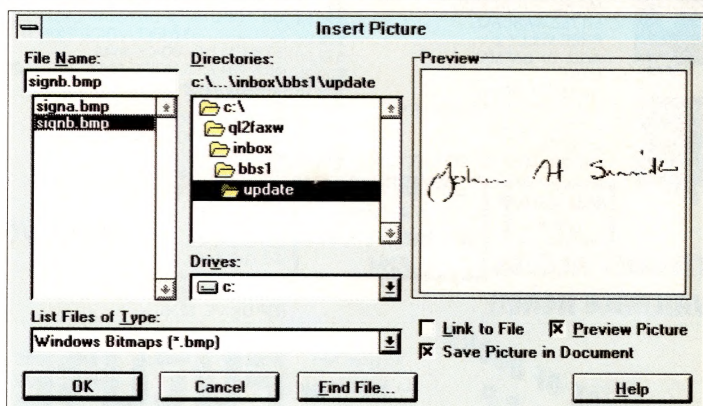 Insert Picture
File Name:
signb.bmp
signa.bmp
signb.bmp
Directories:
c:\...\inbox\bbs1\update
c:\
ql2faxw
inbox
bbs1
update
Drives:
c:
List Files of Type:
Windows Bitmaps (*.bmp)
Preview
John H Smith
Link to File
Preview Picture
Save Picture in Document
OK
Cancel
Find File...
Help